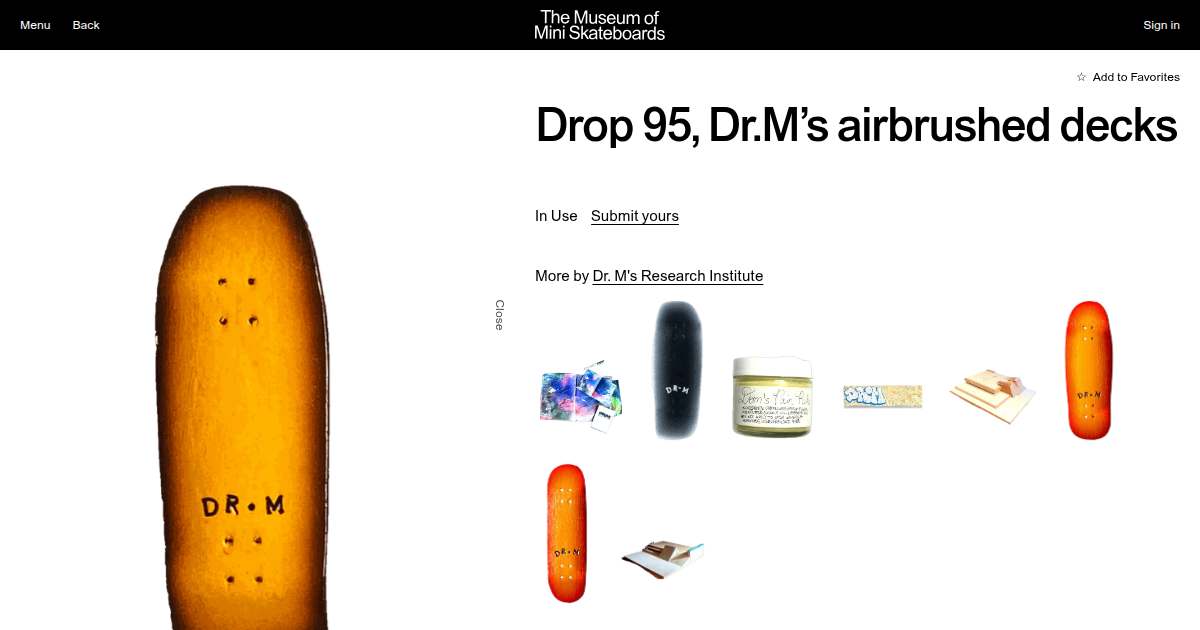 Menu
Back
The Museum of
Mini Skateboards
Sign in
☆ Add to Favorites
Drop 95, Dr.M’s airbrushed decks
In Use Submit yours
More by Dr. M's Research Institute
Close
DR•M
DR•M
DR•M
DR•M